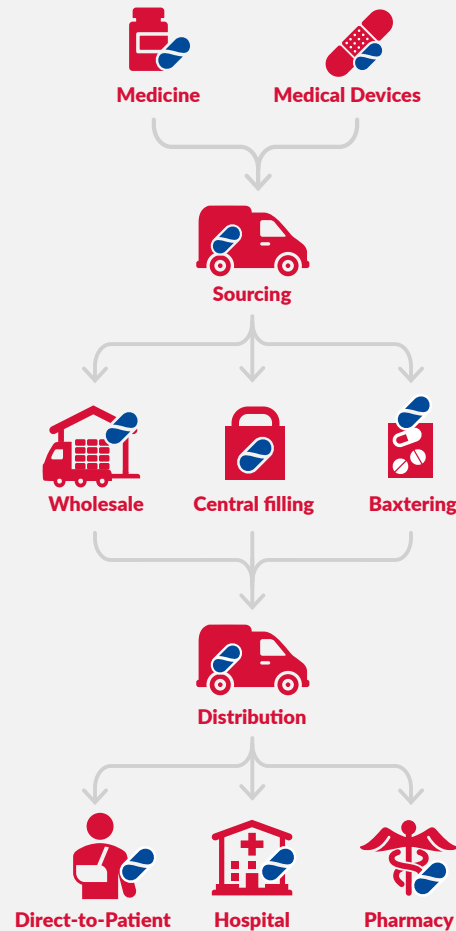 Medicine
Medical Devices
Sourcing
Wholesale
Central filling
Baxtering
Distribution
Direct-to-Patient
Hospital
Pharmacy